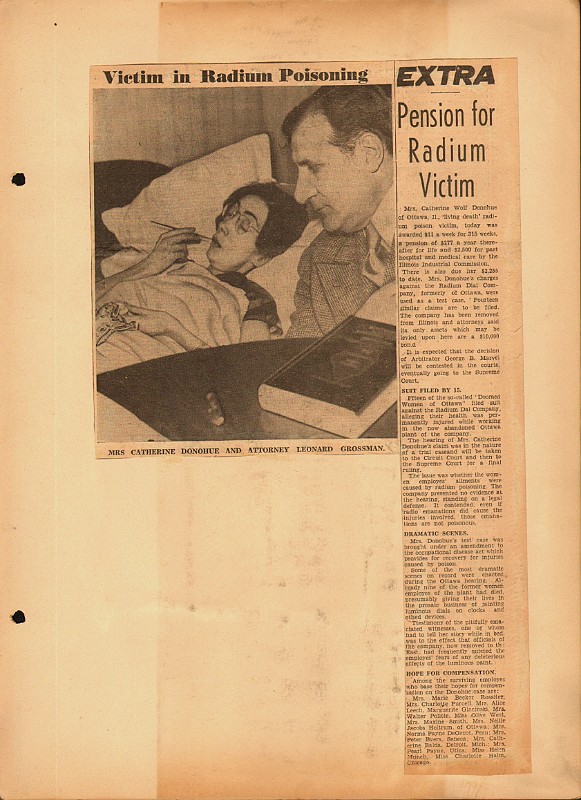 Victim in Radium Poisoning
MRS CATHERINE DONOHUE AND ATTORNEY LEONARD GROSSMAN.
EXTRA
Pension for
Radium
Victim
Mrs. Catherine Wolf Donohue
of Ottawa, Il., "living death' radi-
um poison victim, today was
awarded $11 a week for 315 weeks,
a pension of $277 a year there-
after for life and $2,500 for past
hospital and medical care by the
Illinois Industrial Commission.
There is also due her
to date. Mrs. Donohue's charges
against the Radium Dial Com-
pany, formerly of Ottawa, were
used as a test case. Fourteen
similar claims are to be filed.
The company has been removed
from Illinois and attorneys said
its only assets which may be
levied upon here are a $10,000
bond
It is expected that the decision
of Arbitrator George B. Marvel
will be contested in the courts,
eventually going to the Supreme
Court.
SUIT FILED BY 15.
Fifteen of the so-called "Doomed
Women of Ottawa" filed suit
against the Radium Dal Company,
alleging their health was per-
manently injured while working
in the now abandoned Ottawa
plant of the company.
The hearing of Mrs. Catherine
Donohue's claim was in the nature
of a trial case and will be taken
to the Circuit Court and then to
the Supreme Court for a final
ruling.
The issue was whether the wom-
en employes' ailments were
caused by radium poisoning. The
company presented no evidence at
the hearing, standing on a legal
defense. It contended, even if
radio emanations did cause the
injuries involved, those emana-
tions are not poisonous.
DRAMATIC SCENES.
Mrs. Donohue's test case was
brought under an amendment to
the occupational disease act which
provides for recovery for injuries
caused by poison.
Some of the most dramatic
scenes on record were enacted
during the Ottawa hearing. Al-
ready nine of the former women
employes of the plant had died,
presumably giving their lives in
the prosaic business of painting
luminous dials on clocks and
other devices.
Testimony of the pitifully ema-
ciated witnesses, one of whom
had to tell her story while in bed,
was to the effect that officials of
the company, now removed to the
East, had frequently quieted the
employes' fears of any deleterious
effects of the luminous paint.
HOPE FOR COMPENSATION.
Among the surviving employes
who base their hopes for compen-
sation on the Donohue case are:
Mrs. Marie Becker Rossiter,
Mrs. Charlotte Purcell, Mrs. Alice
Leech, Marguerite Glacinski, Mrs.
Walter Miss Olive Witt,
Mrs. Maxine Smith, Mrs. Nellie
Jacobs of Ottawa; Mrs.
Norma Payne Peru; Mrs.
Peter Mrs. Cath-
erine Detroit, Mich.; Mrs.
Pearl Payne, Utica; Miss Helen
Munch, Miss Charlotte
Chicago.